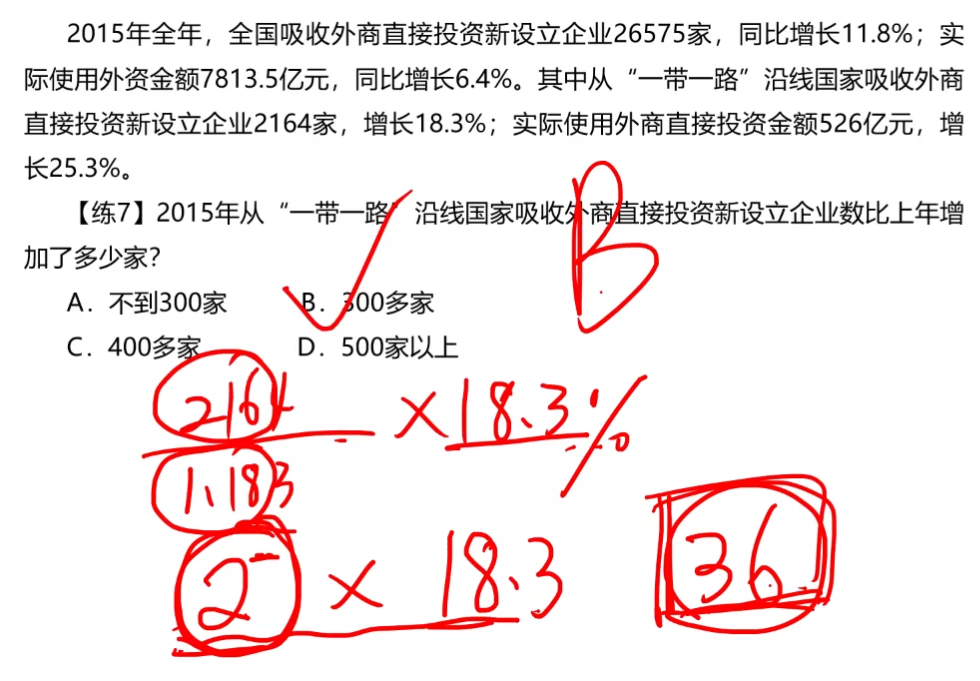 2015年全年，全国吸收外商直接投资新设立企业26575家，同比增长11.8%；实
际使用外资金额7813.5亿元，同比增长6.4%。其中从“一带一路”沿线国家吸收外商
直接投资新设立企业2164家，增长18.3%；实际使用外商直接投资金额526亿元，增
长25.3%。
【练7】2015年从“一带一路”沿线国家吸收外商直接投资新设立企业数比上年增
加了多少家？
A．不到300家 B．300多家
C．400多家 D．500家以上
B
2164 × 18.3%
1.183
2⁻ × 18.3 36